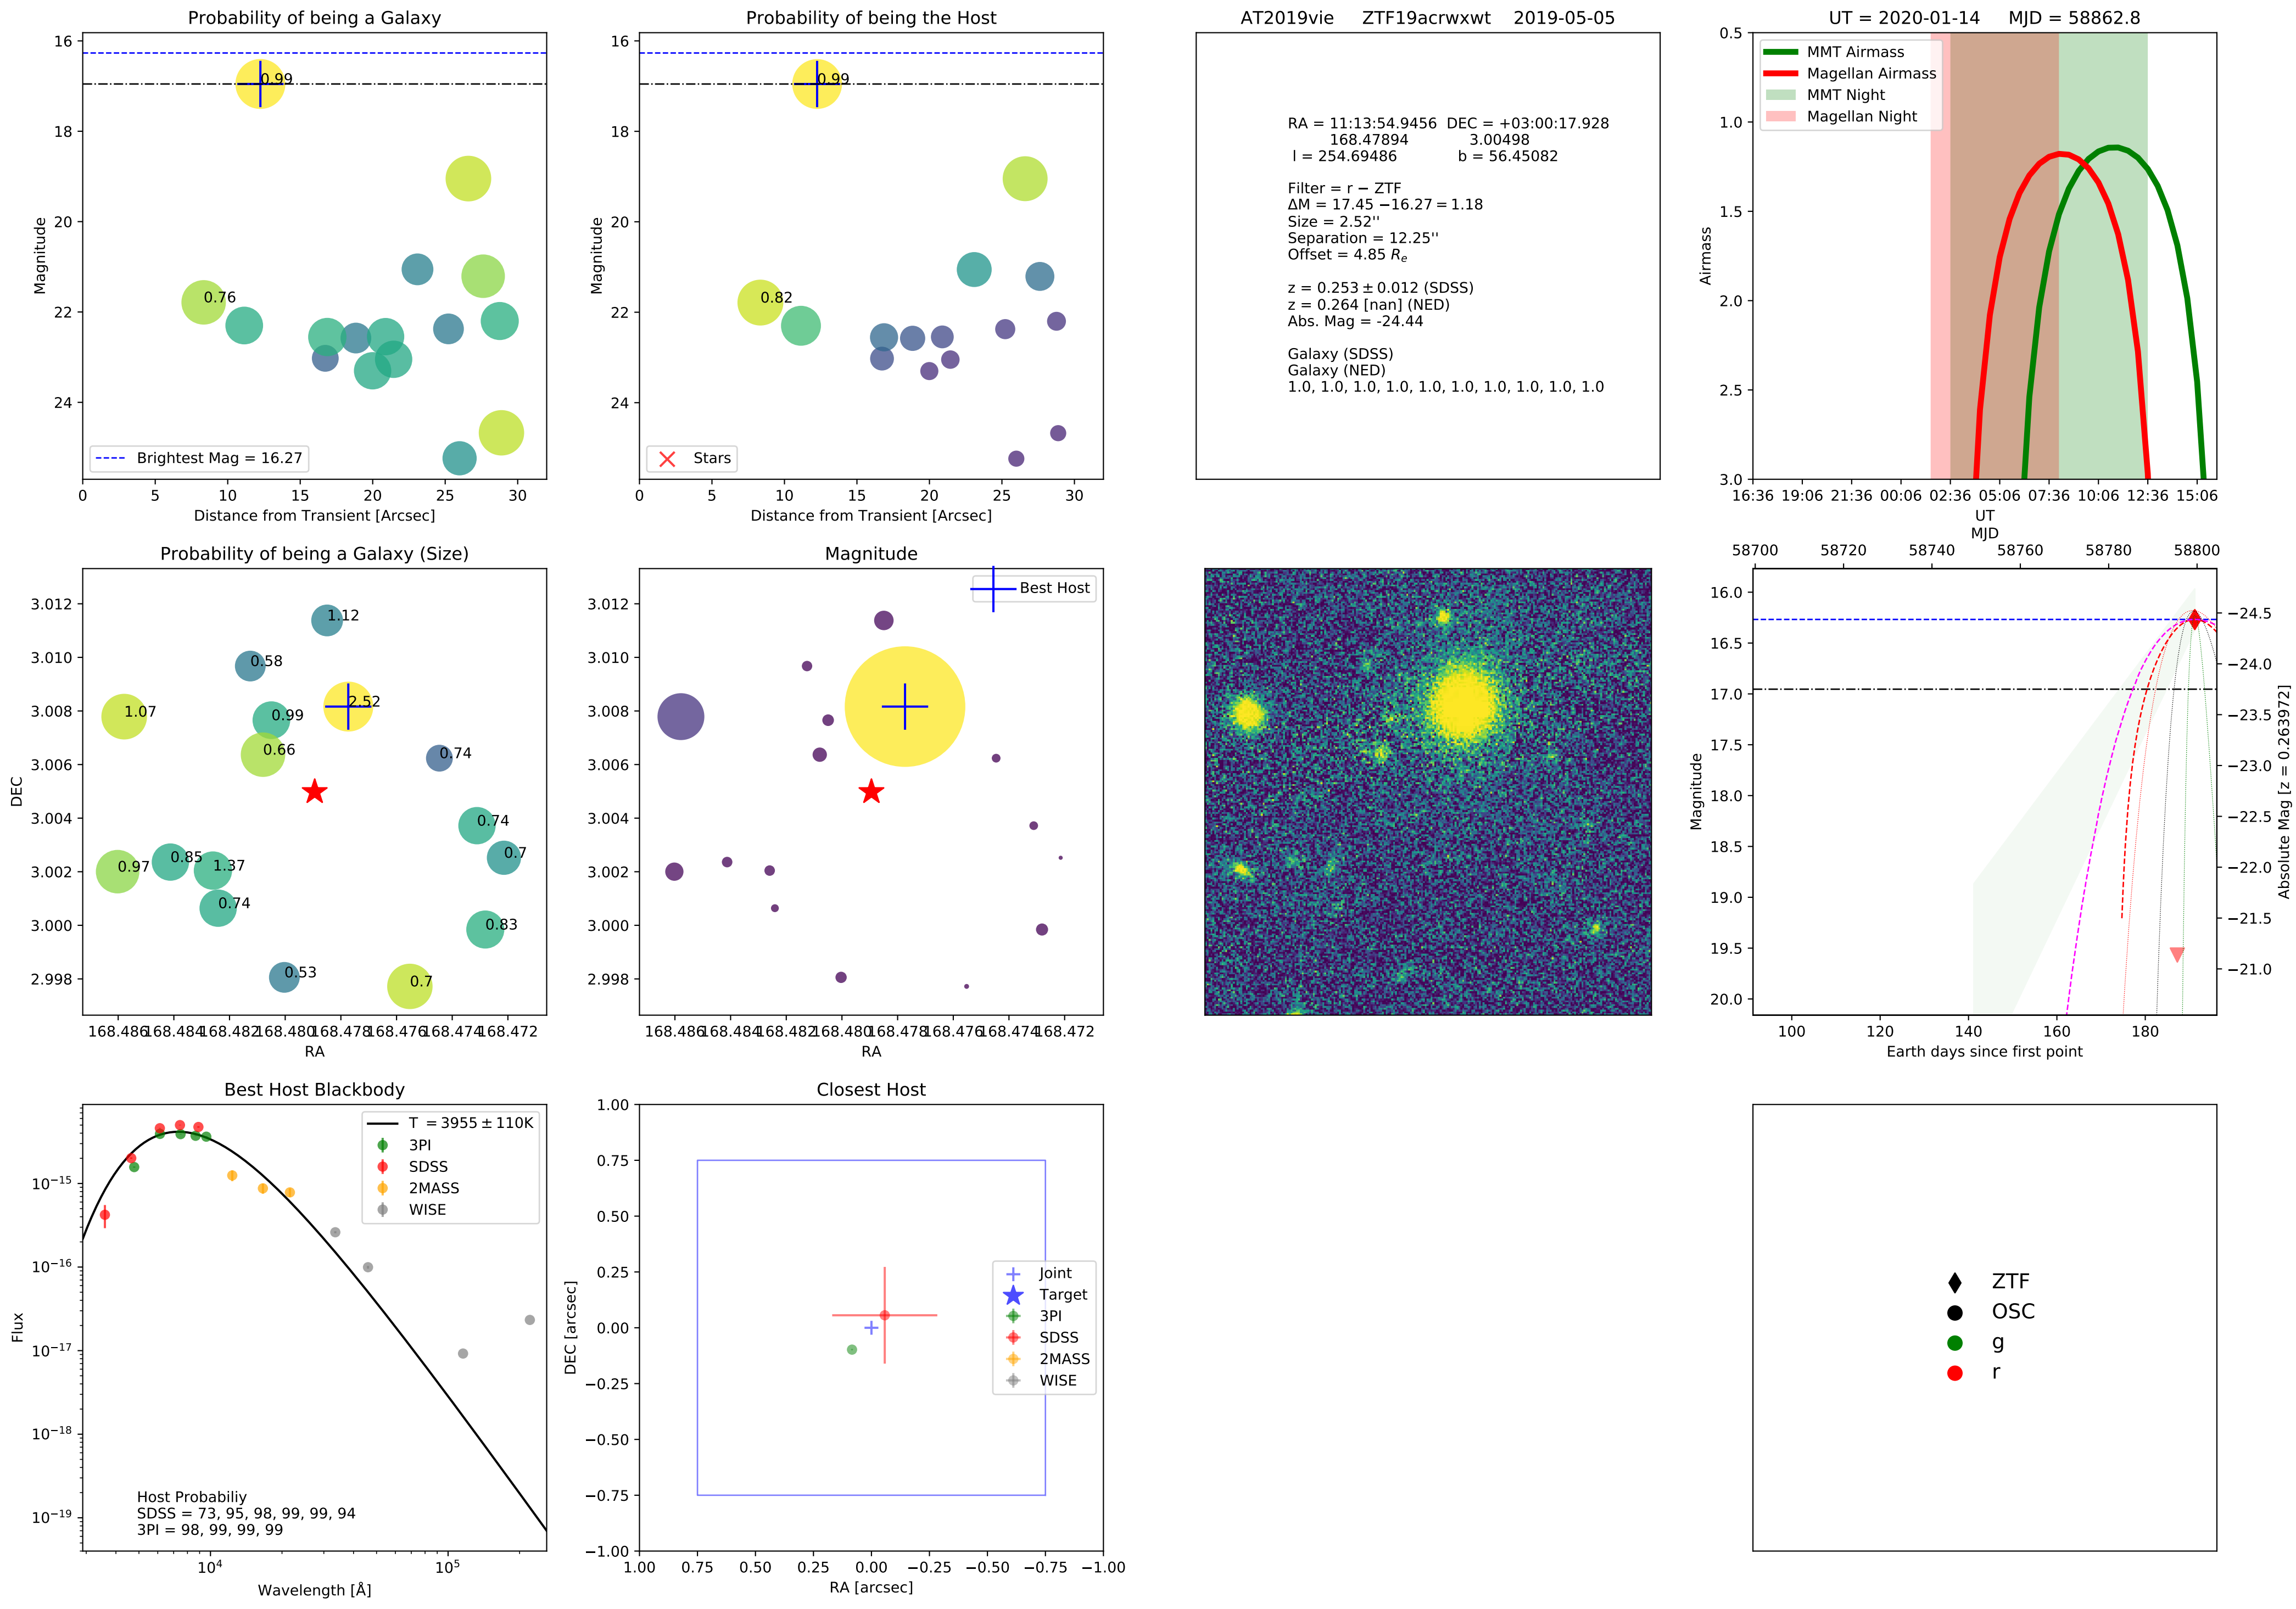 Probability of being a Galaxy
16
18
20
22
24
Magnitude
0.99
0.76
Brightest Mag = 16.27
0 5 10 15 20 25 30
Distance from Transient [Arcsec]
Probability of being the Host
16
18
20
22
24
Magnitude
0.99
0.82
Stars
0 5 10 15 20 25 30
Distance from Transient [Arcsec]
AT2019vie ZTF19acrwxwt 2019-05-05
RA = 11:13:54.9456 DEC = +03:00:17.928
168.47894 3.00498
l = 254.69486 b = 56.45082
Filter = r − ZTF
ΔM = 17.45 −16.27 = 1.18
Size = 2.52''
Separation = 12.25''
Offset = 4.85 Re
z = 0.253 ± 0.012 (SDSS)
z = 0.264 [nan] (NED)
Abs. Mag = -24.44
Galaxy (SDSS)
Galaxy (NED)
1.0, 1.0, 1.0, 1.0, 1.0, 1.0, 1.0, 1.0, 1.0, 1.0
UT = 2020-01-14 MJD = 58862.8
MMT Airmass
Magellan Airmass
MMT Night
Magellan Night
0.5
1.0
1.5
2.0
2.5
3.0
Airmass
16:36 19:06 21:36 00:06 02:36 05:06 07:36 10:06 12:36 15:06
UT
Probability of being a Galaxy (Size)
3.012
3.010
3.008
3.006
3.004
3.002
3.000
2.998
DEC
1.12
0.58
2.52
1.07
0.99
0.66
0.74
0.74
0.7
0.85
1.37
0.97
0.74
0.83
0.53
0.7
168.486 168.484 168.482 168.480 168.478 168.476 168.474 168.472
RA
Magnitude
Best Host
3.012
3.010
3.008
3.006
3.004
3.002
3.000
2.998
168.486 168.484 168.482 168.480 168.478 168.476 168.474 168.472
RA
MJD
58700 58720 58740 58760 58780 58800
16.0
16.5
17.0
17.5
18.0
18.5
19.0
19.5
20.0
Magnitude
−24.5
−24.0
−23.5
−23.0
−22.5
−22.0
−21.5
−21.0
Absolute Mag [z = 0.263972]
100 120 140 160 180
Earth days since first point
Best Host Blackbody
T = 3955 ± 110K
3PI
SDSS
2MASS
WISE
10−15
10−16
10−17
10−18
10−19
Flux
Host Probabiliy
SDSS = 73, 95, 98, 99, 99, 94
3PI = 98, 99, 99, 99
104 105
Wavelength [Å]
Closest Host
1.00
0.75
0.50
0.25
0.00
−0.25
−0.50
−0.75
−1.00
DEC [arcsec]
Joint
Target
3PI
SDSS
2MASS
WISE
1.00 0.75 0.50 0.25 0.00 −0.25 −0.50 −0.75 −1.00
RA [arcsec]
ZTF
OSC
g
r